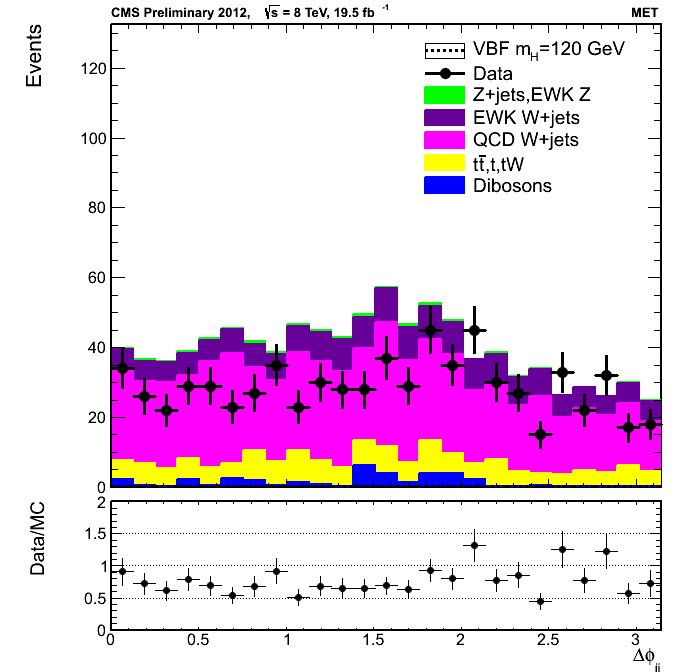 CMS Preliminary 2012, √s = 8 TeV, 19.5 fb⁻¹ MET
Events
VBF m_H=120 GeV
Data
Z+jets,EWK Z
EWK W+jets
QCD W+jets
tt̄,t,tW
Dibosons
120
100
80
60
40
20
0
Data/MC
2
1.5
1
0.5
0
0 0.5 1 1.5 2 2.5 3
Δϕ_jj